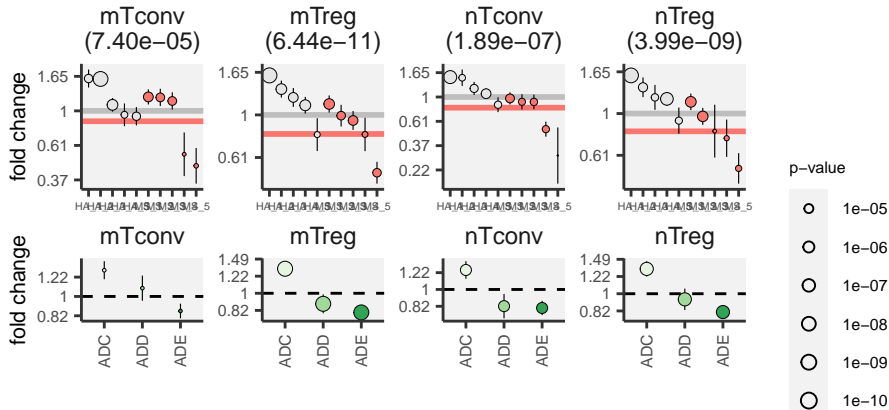 mTconv
(7.40e−05)
mTreg
(6.44e−11)
nTconv
(1.89e−07)
nTreg
(3.99e−09)
fold change
1.65
1
0.61
0.37
1.65
1
0.61
1.65
1
0.61
0.37
0.22
1.65
1
0.61
mTconv
mTreg
nTconv
nTreg
fold change
1.22
1
0.82
1.49
1.22
1
0.82
1.22
1
0.82
1.49
1.22
1
0.82
ADC
ADD
ADE
ADC
ADD
ADE
ADC
ADD
ADE
ADC
ADD
ADE
p−value
1e−05
1e−06
1e−07
1e−08
1e−09
1e−10